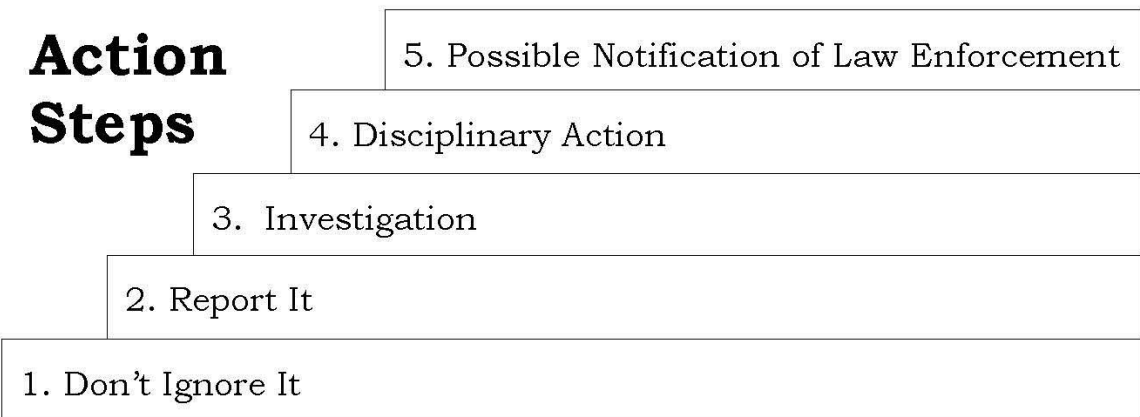 Action
Steps
5. Possible Notification of Law Enforcement
4. Disciplinary Action
3. Investigation
2. Report It
1. Don’t Ignore It